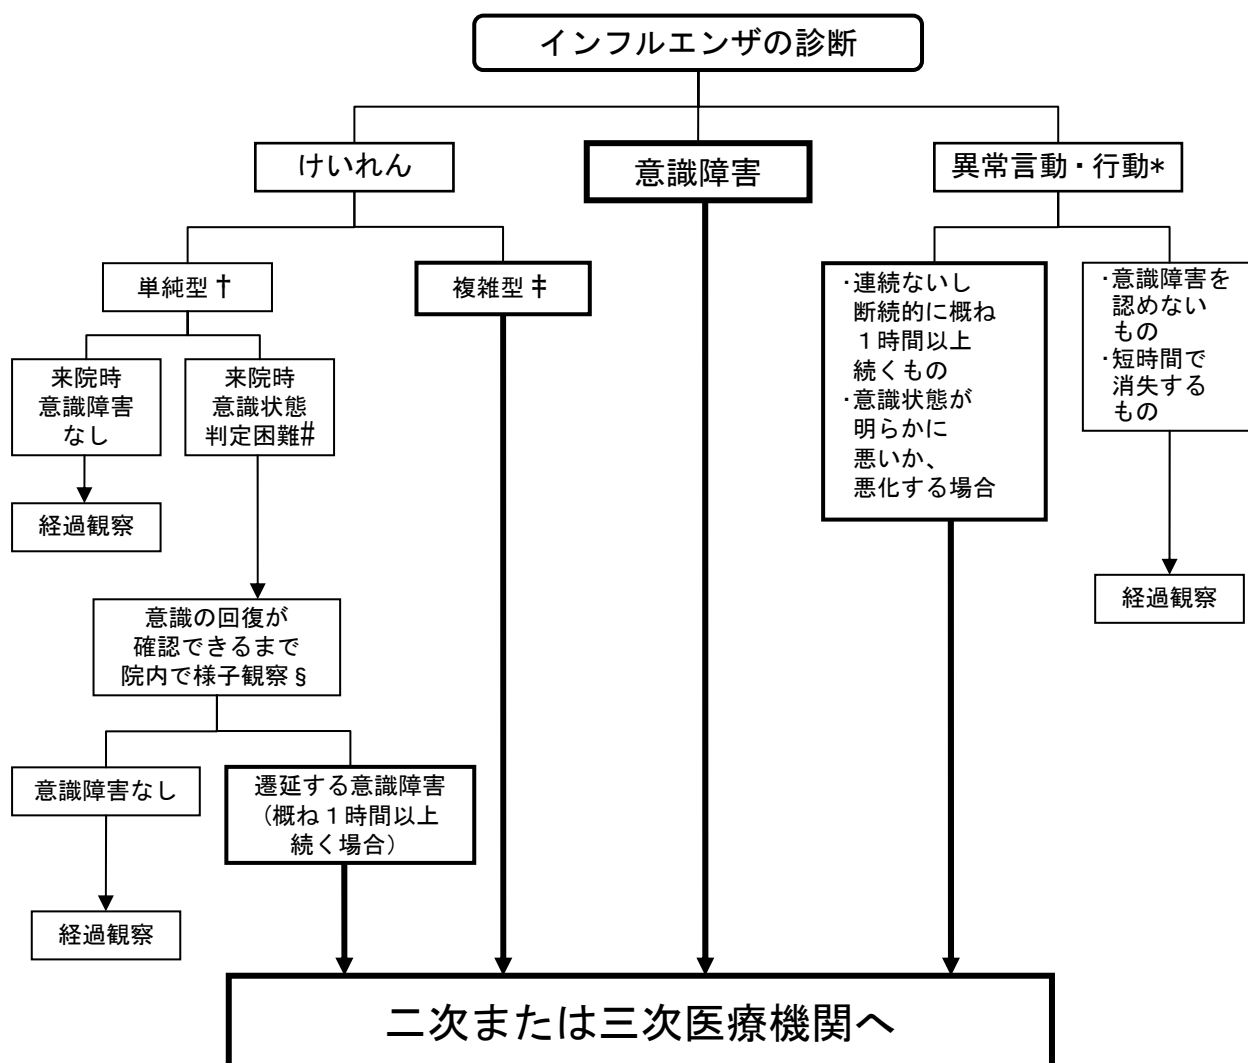 インフルエンザの診断
けいれん
意識障害
異常言動・行動*
単純型†
複雑型‡
・連続ないし
断続的に概ね
１時間以上
続くもの
・意識状態が
明らかに
悪いか、
悪化する場合
・意識障害を
認めない
もの
・短時間で
消失する
もの
来院時
意識障害
なし
来院時
意識状態
判定困難#
経過観察
経過観察
意識の回復が
確認できるまで
院内で様子観察§
意識障害なし
遷延する意識障害
（概ね１時間以上
続く場合）
経過観察
二次または三次医療機関へ